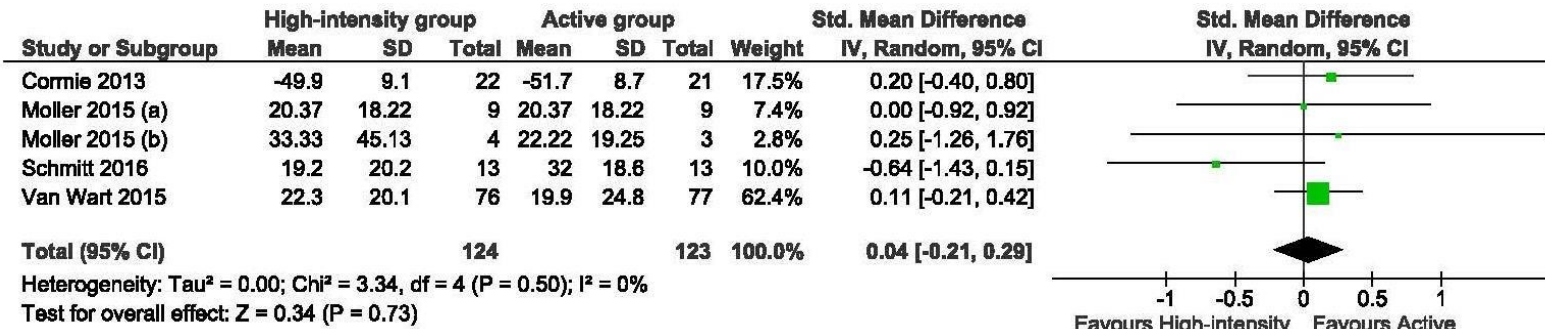 High-intensity group Active group Std. Mean Difference Std. Mean Difference
Study or Subgroup Mean SD Total Mean SD Total Weight IV, Random, 95% CI IV, Random, 95% CI
Cormie 2013 -49.9 9.1 22 -51.7 8.7 21 17.5% 0.20 [-0.40, 0.80]
Moller 2015 (a) 20.37 18.22 9 20.37 18.22 9 7.4% 0.00 [-0.92, 0.92]
Moller 2015 (b) 33.33 45.13 4 22.22 19.25 3 2.8% 0.25 [-1.26, 1.76]
Schmitt 2016 19.2 20.2 13 32 18.6 13 10.0% -0.64 [-1.43, 0.15]
Van Wart 2015 22.3 20.1 76 19.9 24.8 77 62.4% 0.11 [-0.21, 0.42]
Total (95% CI) 124 123 100.0% 0.04 [-0.21, 0.29]
Heterogeneity: Tau² = 0.00; Chi² = 3.34, df = 4 (P = 0.50); I² = 0%
Test for overall effect: Z = 0.34 (P = 0.73)
-1 -0.5 0 0.5 1
Favours High-intensity Favours Active